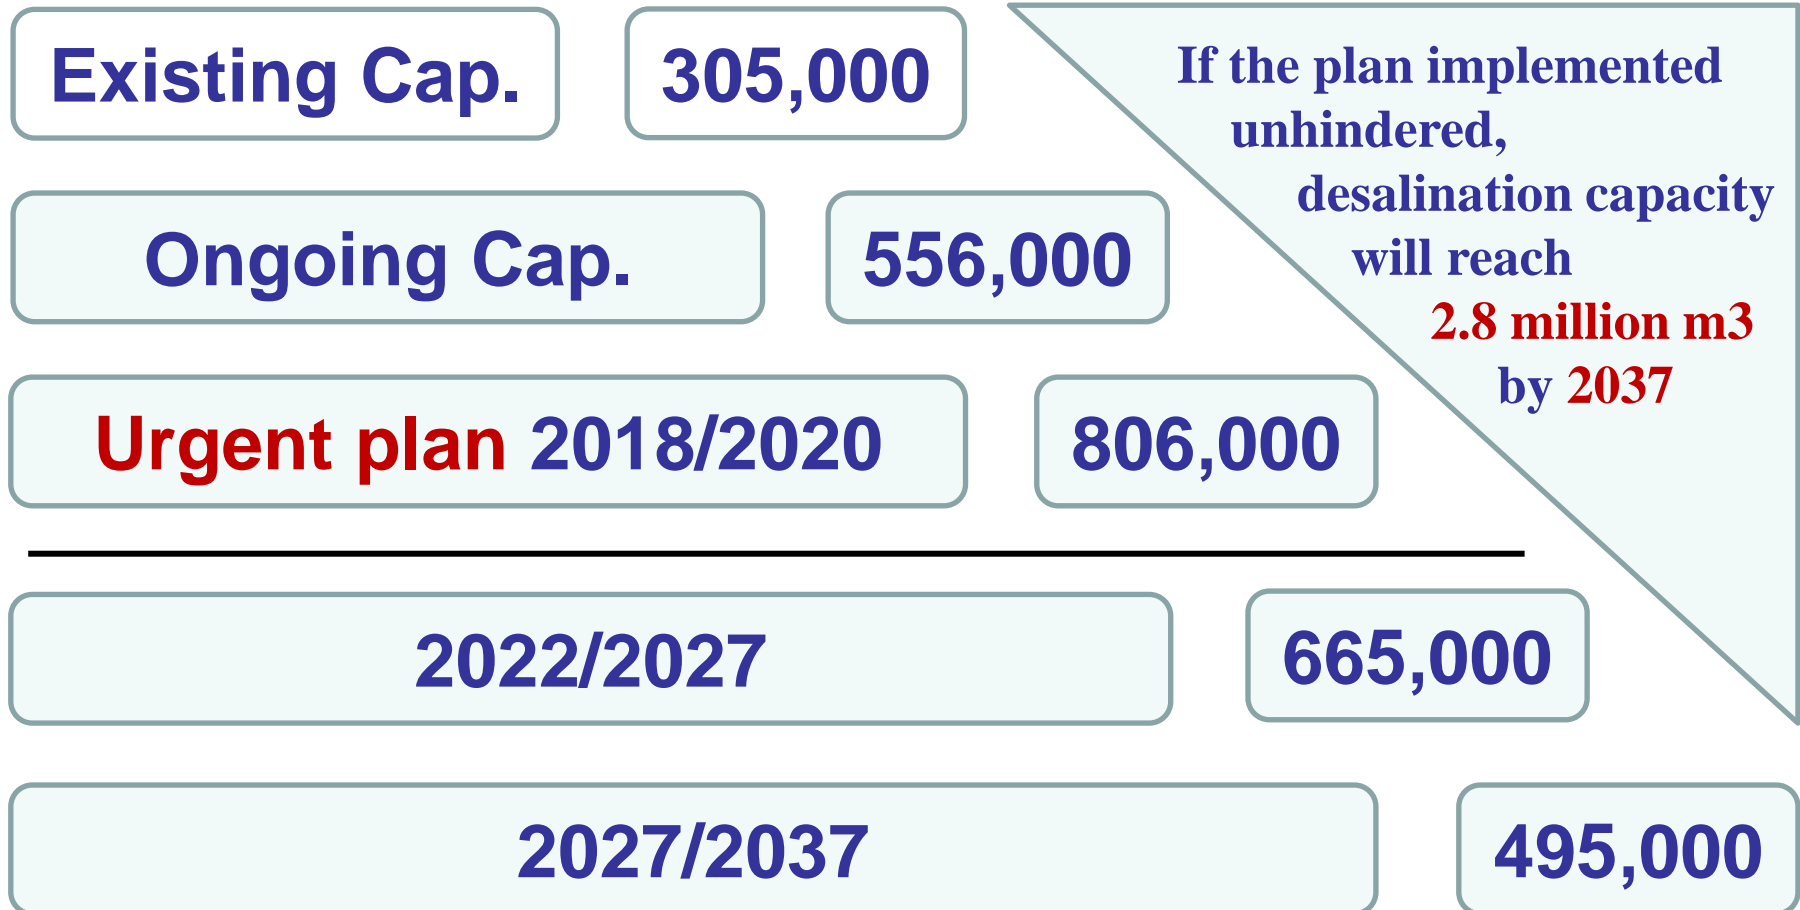 Existing Cap.
305,000
If the plan implemented
unhindered,
desalination capacity
will reach
2.8 million m3
by 2037
Ongoing Cap.
556,000
Urgent plan 2018/2020
806,000
2022/2027
665,000
2027/2037
495,000